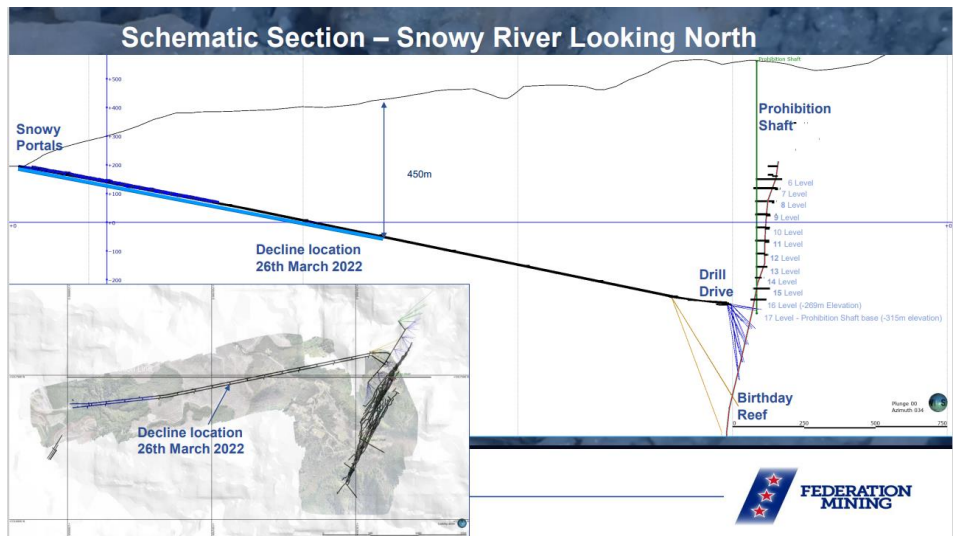 Schematic Section – Snowy River Looking North
Prohibition Shaft
+500
+400
+300
+200
+100
+0
-100
-200
+0
+0
Snowy
Portals
450m
Prohibition
Shaft
6 Level
7 Level
8 Level
9 Level
10 Level
11 Level
12 Level
13 Level
14 Level
15 Level
16 Level (-269m Elevation)
17 Level - Prohibition Shaft base (-315m elevation)
Decline location
26th March 2022
Drill
Drive
Birthday
Reef
Plunge 00
Azimuth 034
0 250 500 750
Decline location
26th March 2022
FEDERATION
MINING